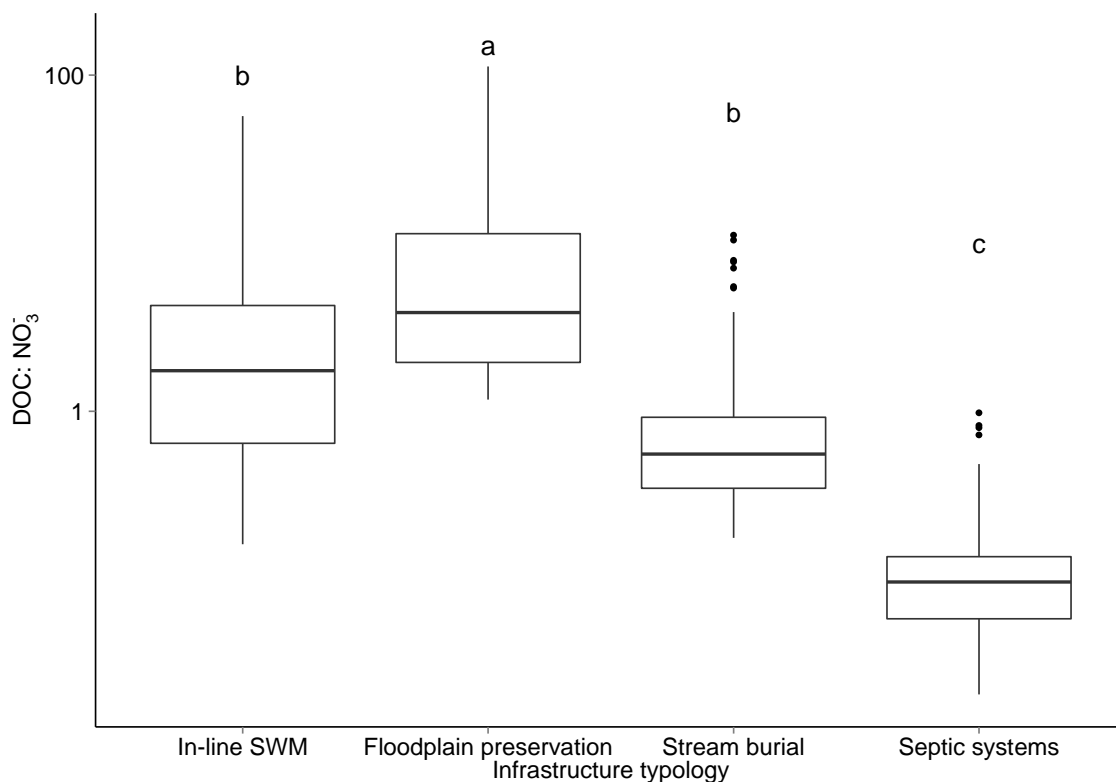 b
a
b
c
100
1
DOC: NO₃⁻
In-line SWM
Floodplain preservation
Stream burial
Septic systems
Infrastructure typology